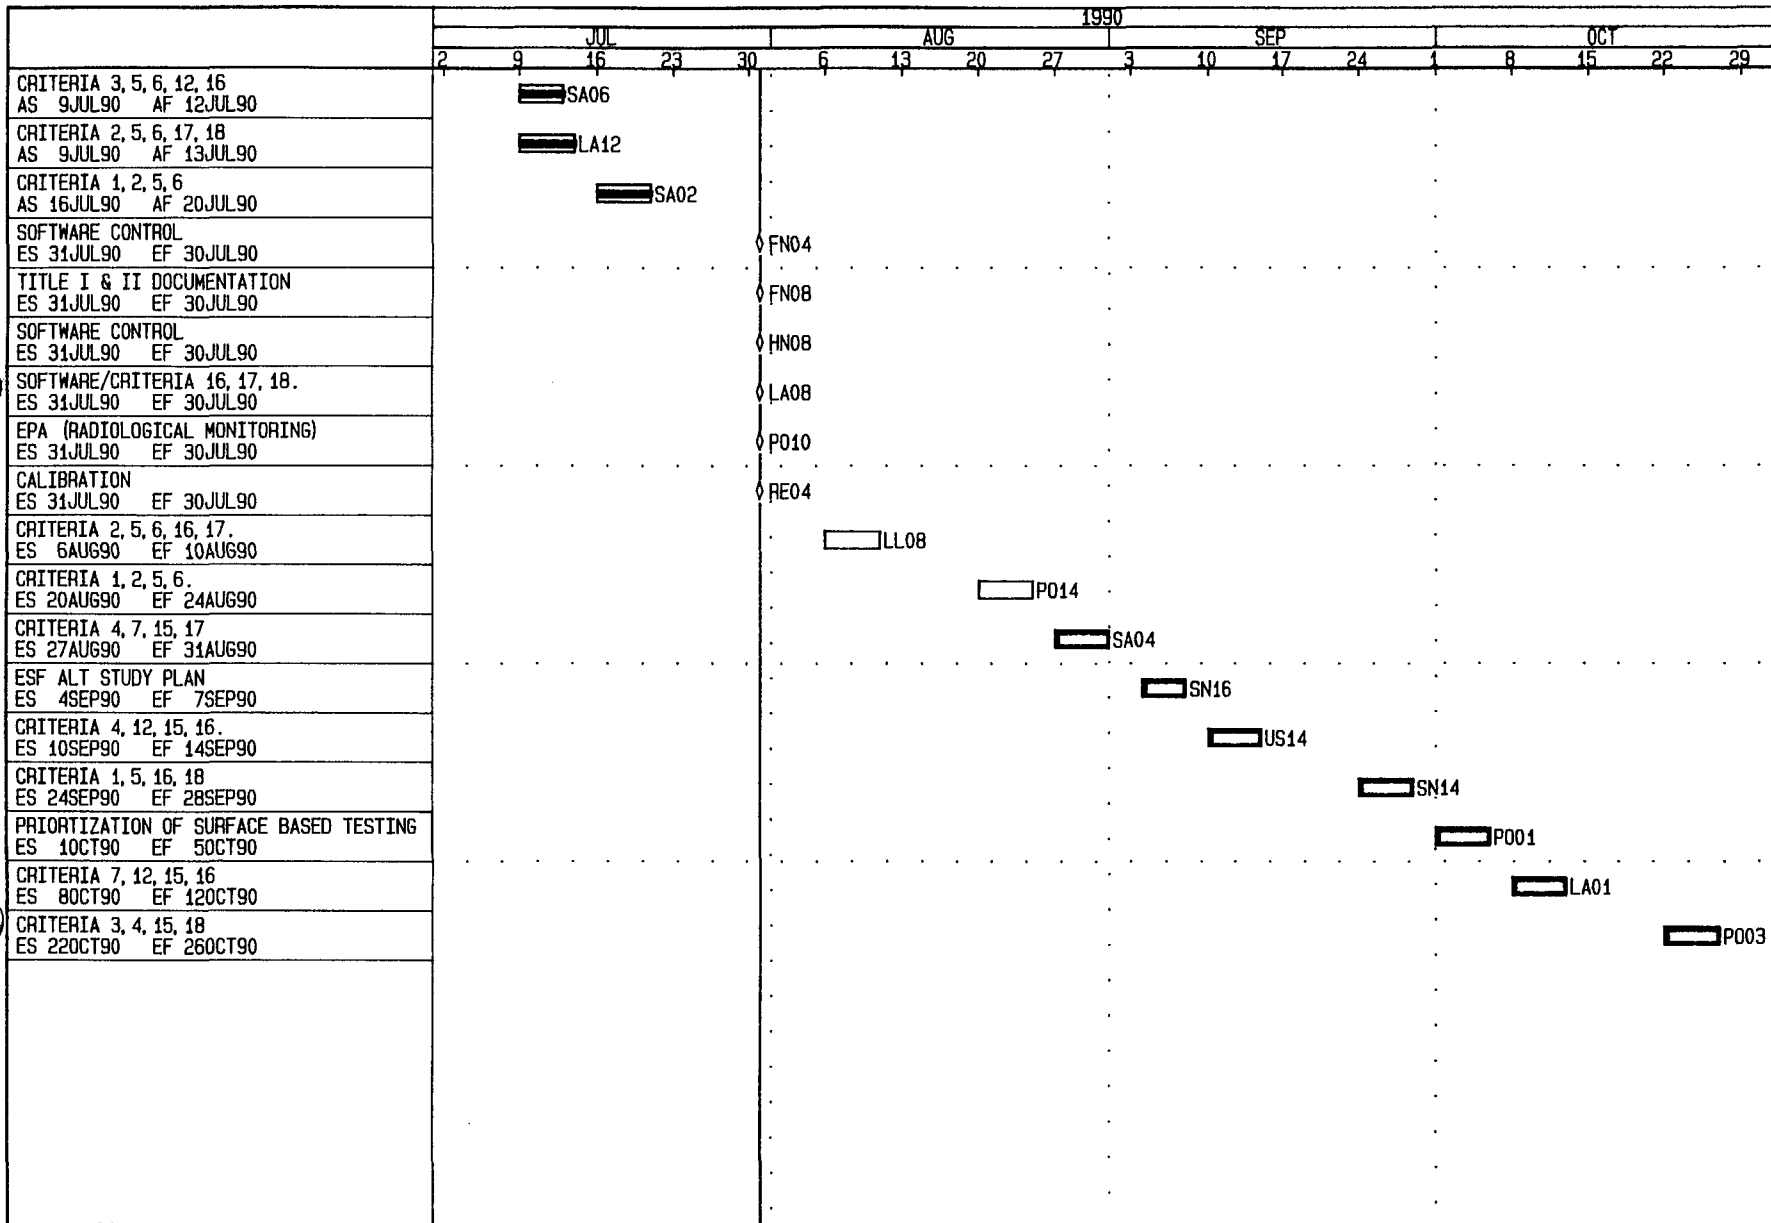 1990
JUL AUG SEP OCT
2 9 16 23 30 6 13 20 27 3 10 17 24 1 8 15 22 29
CRITERIA 3, 5, 6, 12, 16
AS 9JUL90 AF 12JUL90
SA06
CRITERIA 2, 5, 6, 17, 18
AS 9JUL90 AF 13JUL90
LA12
CRITERIA 1, 2, 5, 6
AS 16JUL90 AF 20JUL90
SA02
SOFTWARE CONTROL
ES 31JUL90 EF 30JUL90
FN04
TITLE I & II DOCUMENTATION
ES 31JUL90 EF 30JUL90
FN08
SOFTWARE CONTROL
ES 31JUL90 EF 30JUL90
HN08
SOFTWARE/CRITERIA 16, 17, 18.
ES 31JUL90 EF 30JUL90
LA08
EPA (RADIOLOGICAL MONITORING)
ES 31JUL90 EF 30JUL90
PO10
CALIBRATION
ES 31JUL90 EF 30JUL90
RE04
CRITERIA 2, 5, 6, 16, 17.
ES 6AUG90 EF 10AUG90
LL08
CRITERIA 1, 2, 5, 6.
ES 20AUG90 EF 24AUG90
PO14
CRITERIA 4, 7, 15, 17
ES 27AUG90 EF 31AUG90
SA04
ESF ALT STUDY PLAN
ES 4SEP90 EF 7SEP90
SN16
CRITERIA 4, 12, 15, 16.
ES 10SEP90 EF 14SEP90
US14
CRITERIA 1, 5, 16, 18
ES 24SEP90 EF 28SEP90
SN14
PRIORTIZATION OF SURFACE BASED TESTING
ES 1OCT90 EF 5OCT90
PO01
CRITERIA 7, 12, 15, 16
ES 8OCT90 EF 12OCT90
LA01
CRITERIA 3, 4, 15, 18
ES 22OCT90 EF 26OCT90
PO03